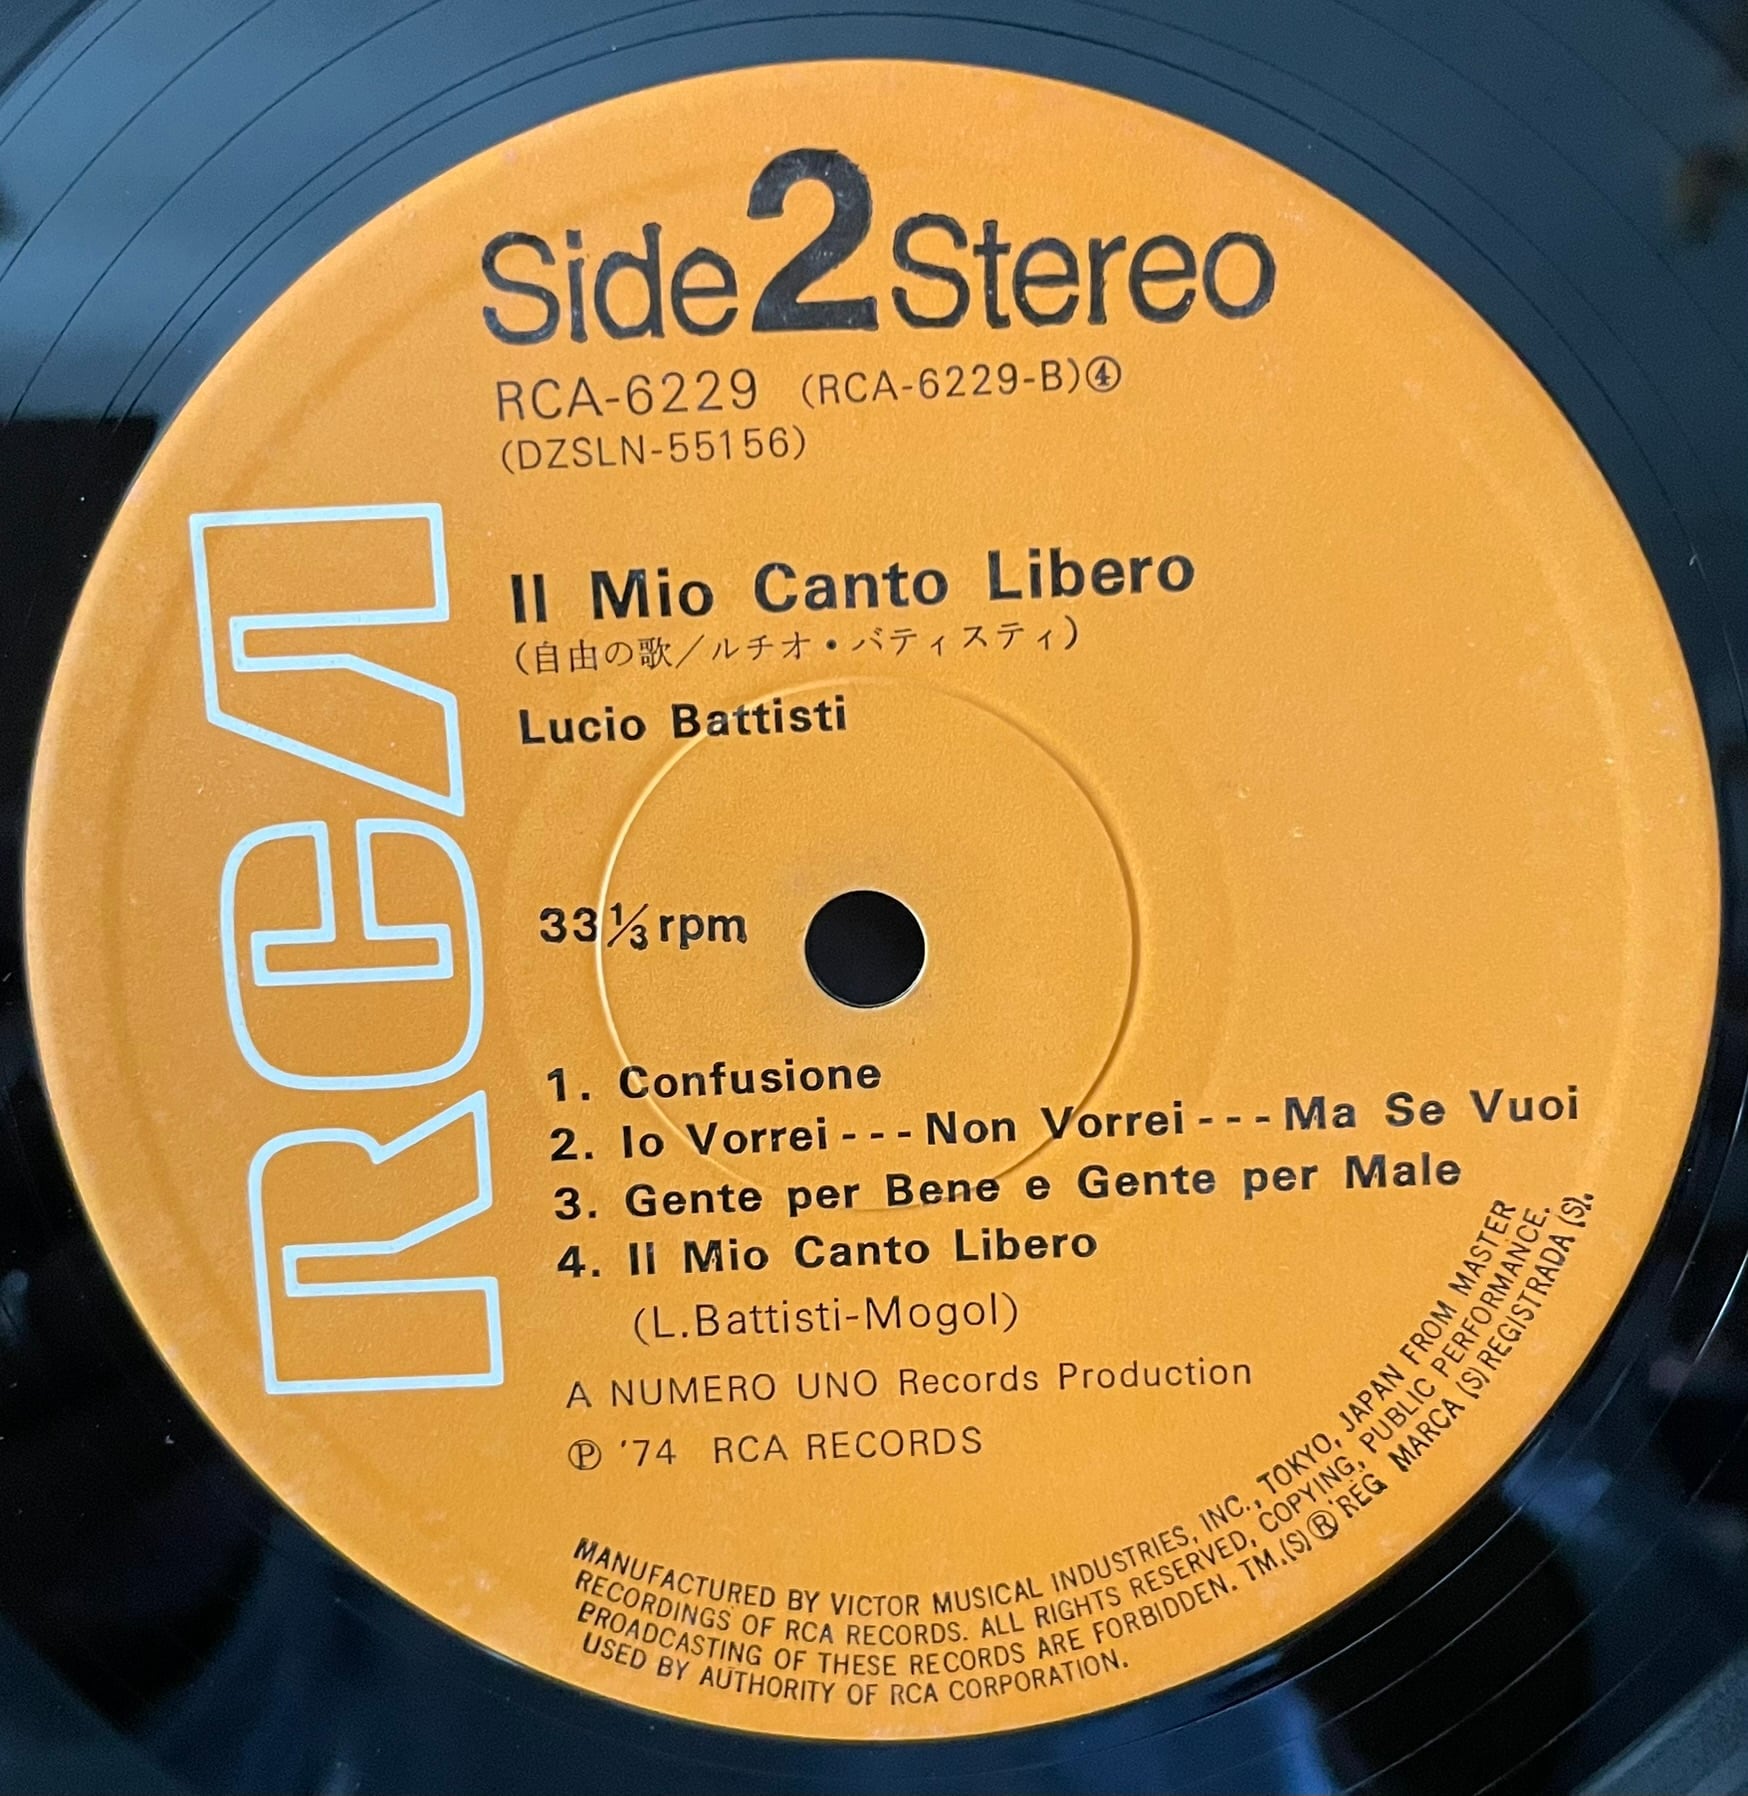 Side 2 Stereo
RCA-6229 (RCA-6229-B)④
(DZSLN-55156)
Il Mio Canto Libero
(自由の歌／ルチオ・バティスティ)
Lucio Battisti
RCA
33⅓ rpm
1. Confusione
2. Io Vorrei---Non Vorrei---Ma Se Vuoi
3. Gente per Bene e Gente per Male
4. Il Mio Canto Libero
(L.Battisti-Mogol)
A NUMERO UNO Records Production
℗ '74 RCA RECORDS
MANUFACTURED BY VICTOR MUSICAL INDUSTRIES, INC., TOKYO, JAPAN FROM MASTER
RECORDINGS OF RCA RECORDS. ALL RIGHTS RESERVED, COPYING, PUBLIC PERFORMANCE.
BROADCASTING OF THESE RECORDS ARE FORBIDDEN. TM.(S)® REG MARCA (S) REGISTRADA (S).
USED BY AUTHORITY OF RCA CORPORATION.